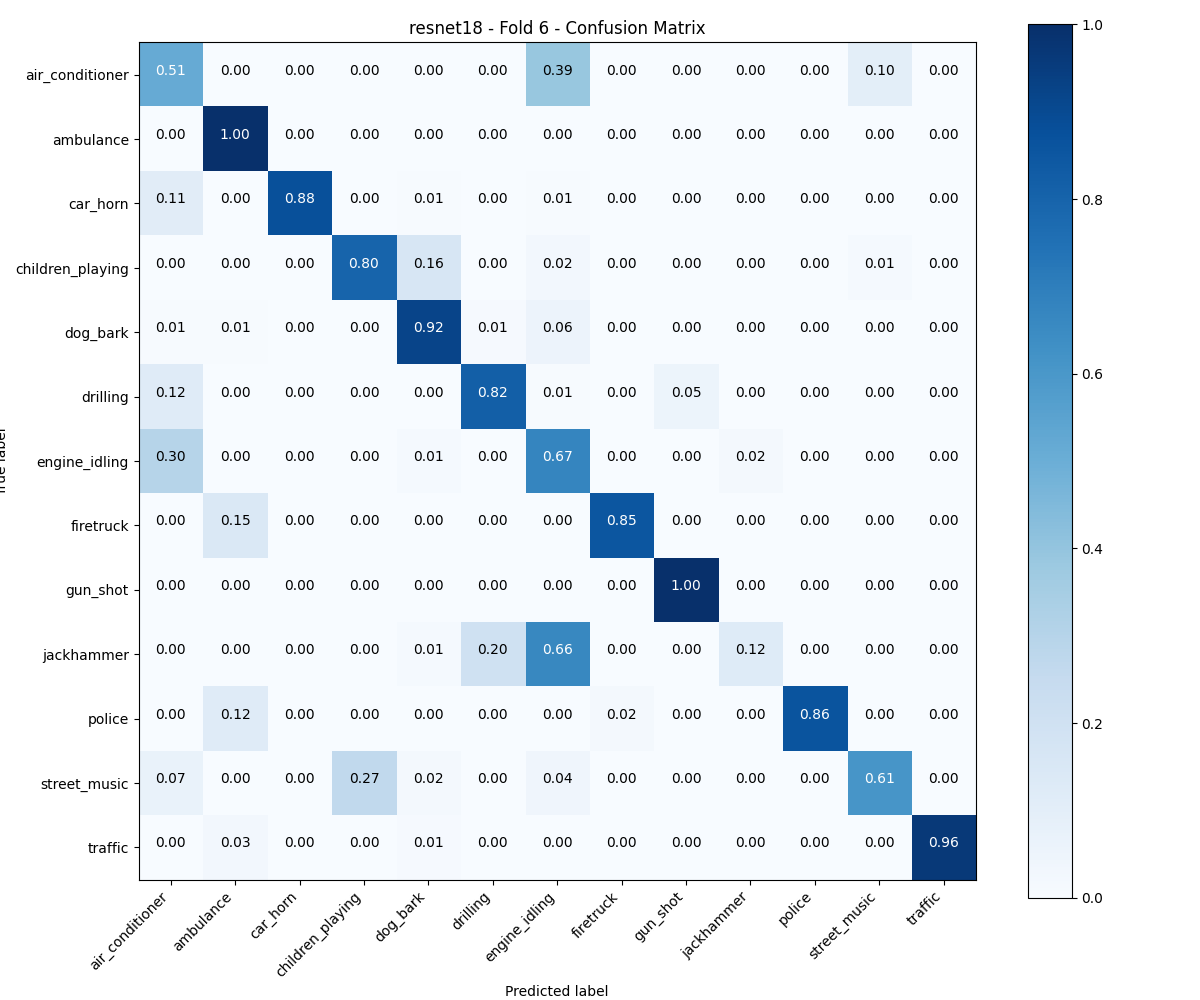 resnet18 - Fold 6 - Confusion Matrix
air_conditioner 0.51 0.00 0.00 0.00 0.00 0.00 0.39 0.00 0.00 0.00 0.00 0.10 0.00
ambulance 0.00 1.00 0.00 0.00 0.00 0.00 0.00 0.00 0.00 0.00 0.00 0.00 0.00
car_horn 0.11 0.00 0.88 0.00 0.01 0.00 0.01 0.00 0.00 0.00 0.00 0.00 0.00
children_playing 0.00 0.00 0.00 0.80 0.16 0.00 0.02 0.00 0.00 0.00 0.00 0.01 0.00
dog_bark 0.01 0.01 0.00 0.00 0.92 0.01 0.06 0.00 0.00 0.00 0.00 0.00 0.00
drilling 0.12 0.00 0.00 0.00 0.00 0.82 0.01 0.00 0.05 0.00 0.00 0.00 0.00
engine_idling 0.30 0.00 0.00 0.00 0.01 0.00 0.67 0.00 0.00 0.02 0.00 0.00 0.00
firetruck 0.00 0.15 0.00 0.00 0.00 0.00 0.00 0.85 0.00 0.00 0.00 0.00 0.00
gun_shot 0.00 0.00 0.00 0.00 0.00 0.00 0.00 0.00 1.00 0.00 0.00 0.00 0.00
jackhammer 0.00 0.00 0.00 0.00 0.01 0.20 0.66 0.00 0.00 0.12 0.00 0.00 0.00
police 0.00 0.12 0.00 0.00 0.00 0.00 0.00 0.02 0.00 0.00 0.86 0.00 0.00
street_music 0.07 0.00 0.00 0.27 0.02 0.00 0.04 0.00 0.00 0.00 0.00 0.61 0.00
traffic 0.00 0.03 0.00 0.00 0.01 0.00 0.00 0.00 0.00 0.00 0.00 0.00 0.96
air_conditioner
ambulance
car_horn
children_playing
dog_bark
drilling
engine_idling
firetruck
gun_shot
jackhammer
police
street_music
traffic
Predicted label
1.0
0.8
0.6
0.4
0.2
0.0